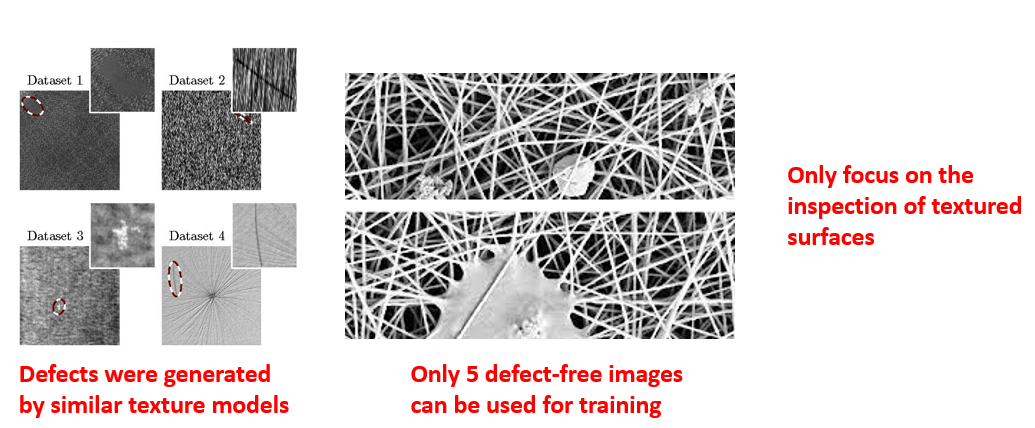 Dataset 1
Dataset 2
Dataset 3
Dataset 4
Defects were generated
by similar texture models
Only 5 defect-free images
can be used for training
Only focus on the
inspection of textured
surfaces